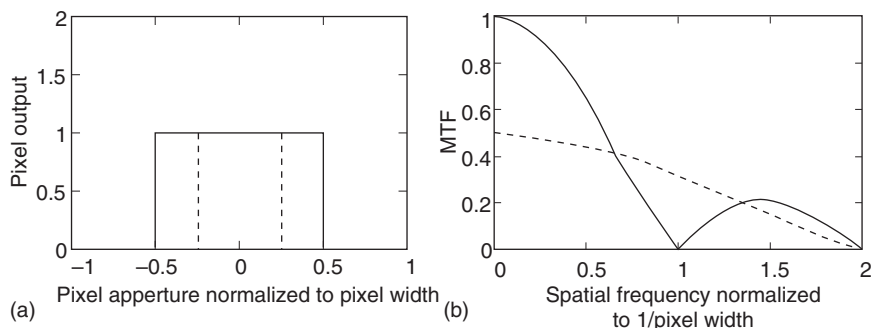 2
1.5
1
0.5
0
Pixel output
−1 −0.5 0 0.5 1
(a) Pixel apperture normalized to pixel width
1
0.8
0.6
0.4
0.2
0
MTF
0 0.5 1 1.5 2
(b) Spatial frequency normalized
to 1/pixel width